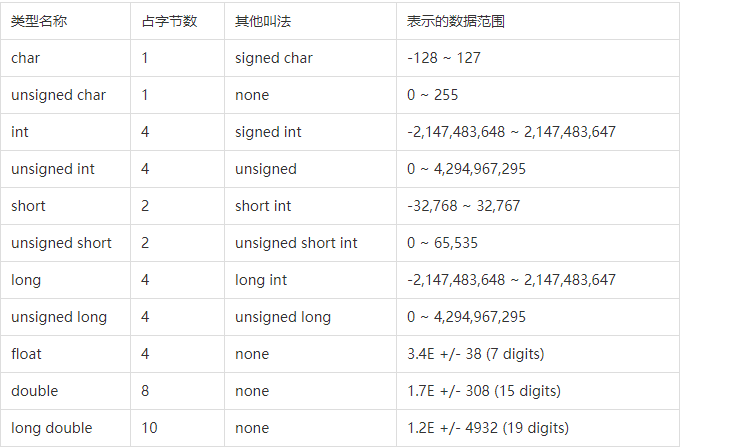 类型名称 占字节数 其他叫法 表示的数据范围
char 1 signed char -128 ~ 127
unsigned char 1 none 0 ~ 255
int 4 signed int -2,147,483,648 ~ 2,147,483,647
unsigned int 4 unsigned 0 ~ 4,294,967,295
short 2 short int -32,768 ~ 32,767
unsigned short 2 unsigned short int 0 ~ 65,535
long 4 long int -2,147,483,648 ~ 2,147,483,647
unsigned long 4 unsigned long 0 ~ 4,294,967,295
float 4 none 3.4E +/- 38 (7 digits)
double 8 none 1.7E +/- 308 (15 digits)
long double 10 none 1.2E +/- 4932 (19 digits)